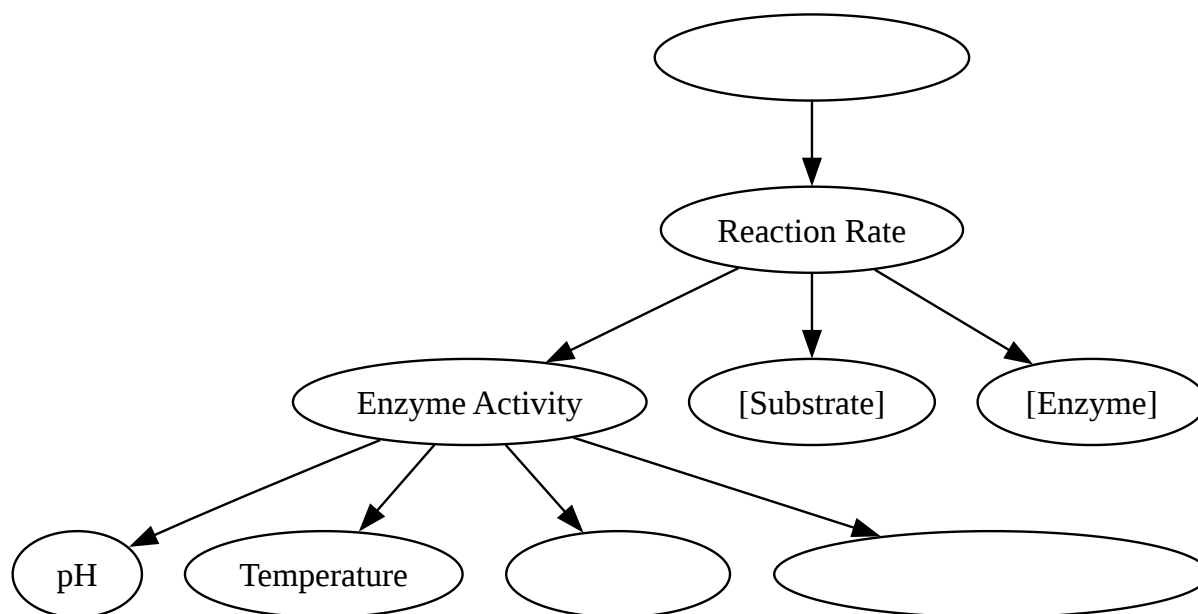 Reaction Rate
Enzyme Activity
[Substrate]
[Enzyme]
pH
Temperature